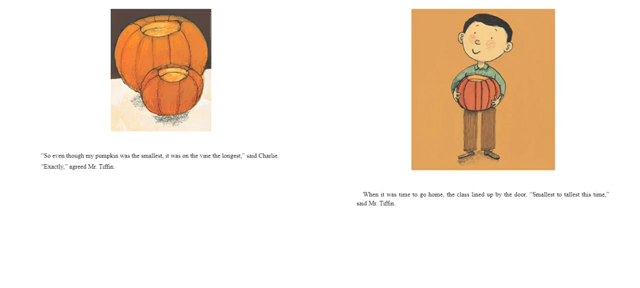 “So even though my pumpkin was the smallest, it was on the vine the longest,” said Charlie.
“Exactly,” agreed Mr. Tiffin.
When it was time to go home, the class lined up by the door. “Smallest to tallest this time,”
said Mr. Tiffin.